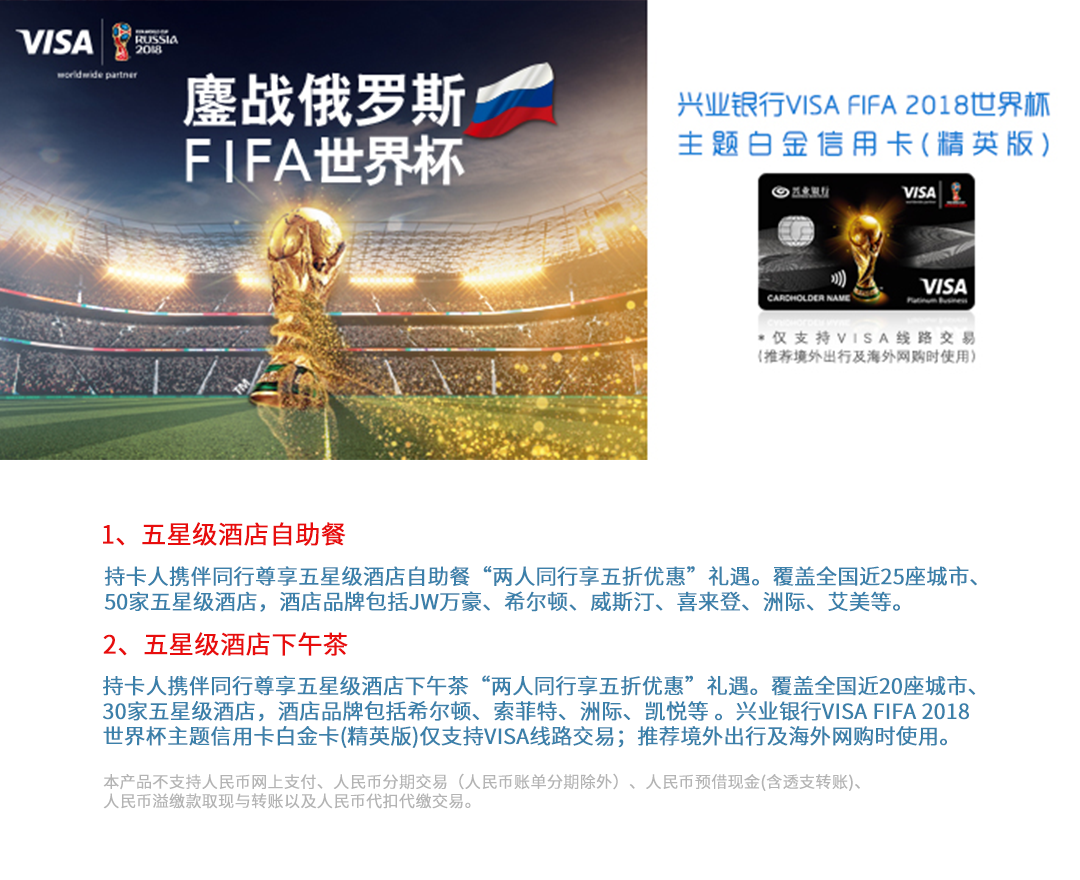 VISA
FIFA WORLD CUP
RUSSIA
2018
worldwide partner
鏖战俄罗斯
FIFA世界杯
TM
兴业银行VISA FIFA 2018世界杯
主题白金信用卡(精英版)
兴业银行
VISA
CARDHOLDER NAME
VISA
Platinum Business
*仅支持VISA线路交易
(推荐境外出行及海外网购时使用)
1、五星级酒店自助餐
持卡人携伴同行尊享五星级酒店自助餐“两人同行享五折优惠”礼遇。覆盖全国近25座城市、
50家五星级酒店，酒店品牌包括JW万豪、希尔顿、威斯汀、喜来登、洲际、艾美等。
2、五星级酒店下午茶
持卡人携伴同行尊享五星级酒店下午茶“两人同行享五折优惠”礼遇。覆盖全国近20座城市、
30家五星级酒店，酒店品牌包括希尔顿、索菲特、洲际、凯悦等 。兴业银行VISA FIFA 2018
世界杯主题信用卡白金卡(精英版)仅支持VISA线路交易；推荐境外出行及海外网购时使用。
本产品不支持人民币网上支付、人民币分期交易（人民币账单分期除外）、人民币预借现金(含透支转账)、
人民币溢缴款取现与转账以及人民币代扣代缴交易。